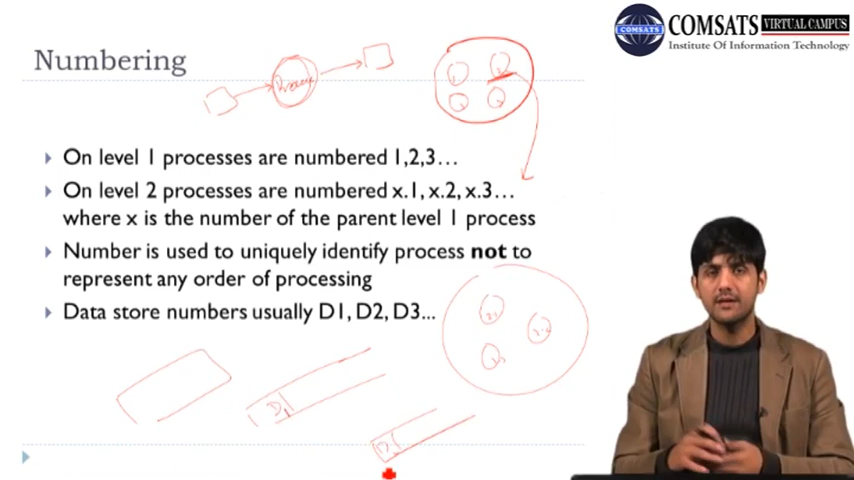 COMSATS VIRTUAL CAMPUS
COMSATS
Institute Of Information Technology
Numbering
Process
On level 1 processes are numbered 1,2,3…
On level 2 processes are numbered x.1, x.2, x.3…
where x is the number of the parent level 1 process
Number is used to uniquely identify process not to
represent any order of processing
Data store numbers usually D1, D2, D3...
D1